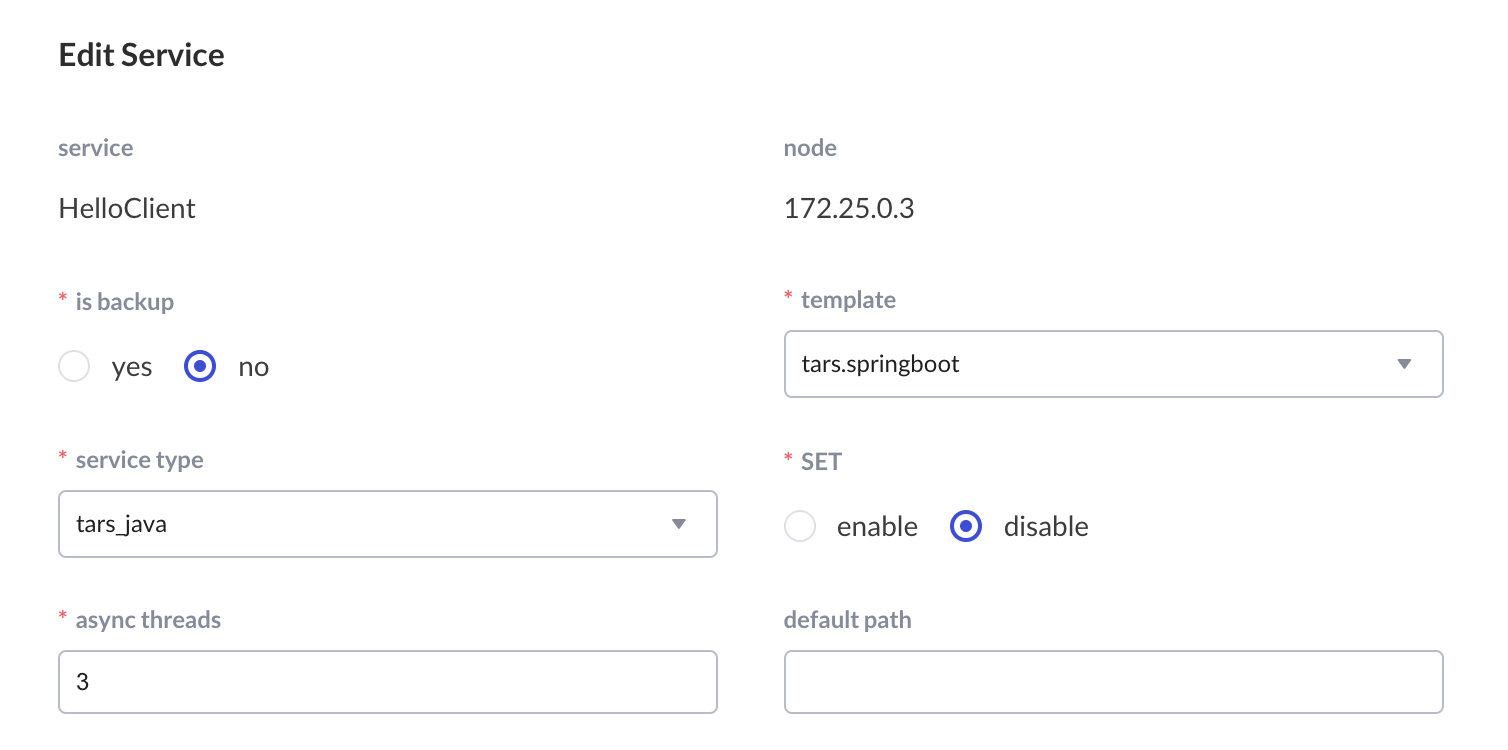 Edit Service
service
node
HelloClient
172.25.0.3
* is backup
* template
yes no
tars.springboot
* service type
* SET
tars_java
enable disable
* async threads
default path
3